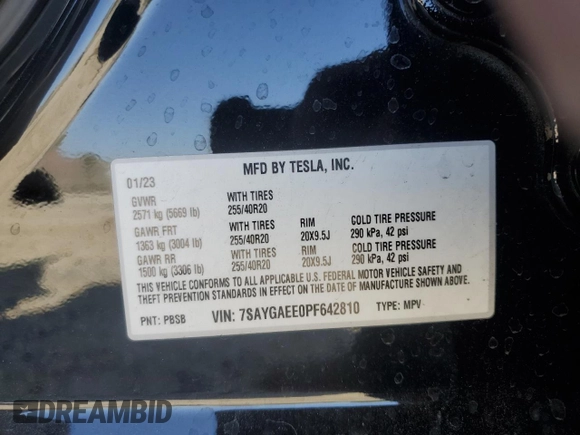 MFD BY TESLA, INC.
01/23
GVWR WITH TIRES
2571 kg (5669 lb) 255/40R20
GAWR FRT WITH TIRES RIM COLD TIRE PRESSURE
1363 kg (3004 lb) 255/40R20 20X9.5J 290 kPa, 42 psi
GAWR RR WITH TIRES RIM COLD TIRE PRESSURE
1500 kg (3306 lb) 255/40R20 20X9.5J 290 kPa, 42 psi
THIS VEHICLE CONFORMS TO ALL APPLICABLE U.S. FEDERAL MOTOR VEHICLE SAFETY AND
THEFT PREVENTION STANDARDS IN EFFECT ON THE DATE OF MANUFACTURE SHOWN ABOVE.
PNT: PBSB VIN: 7SAYGAEE0PF642810 TYPE: MPV
DREAMBID